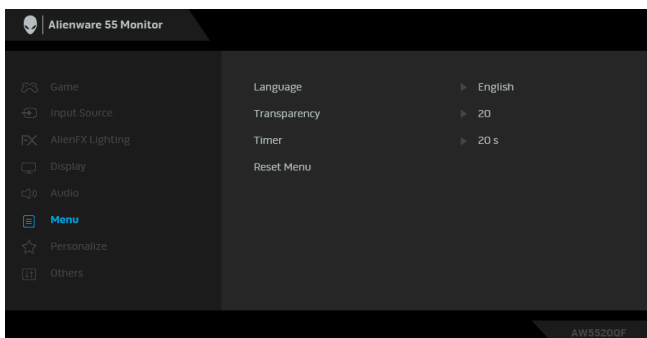 Alienware 55 Monitor
Game
Input Source
AlienFX Lighting
Display
Audio
Menu
Personalize
Others
Language English
Transparency 20
Timer 20 s
Reset Menu
AW5520QF